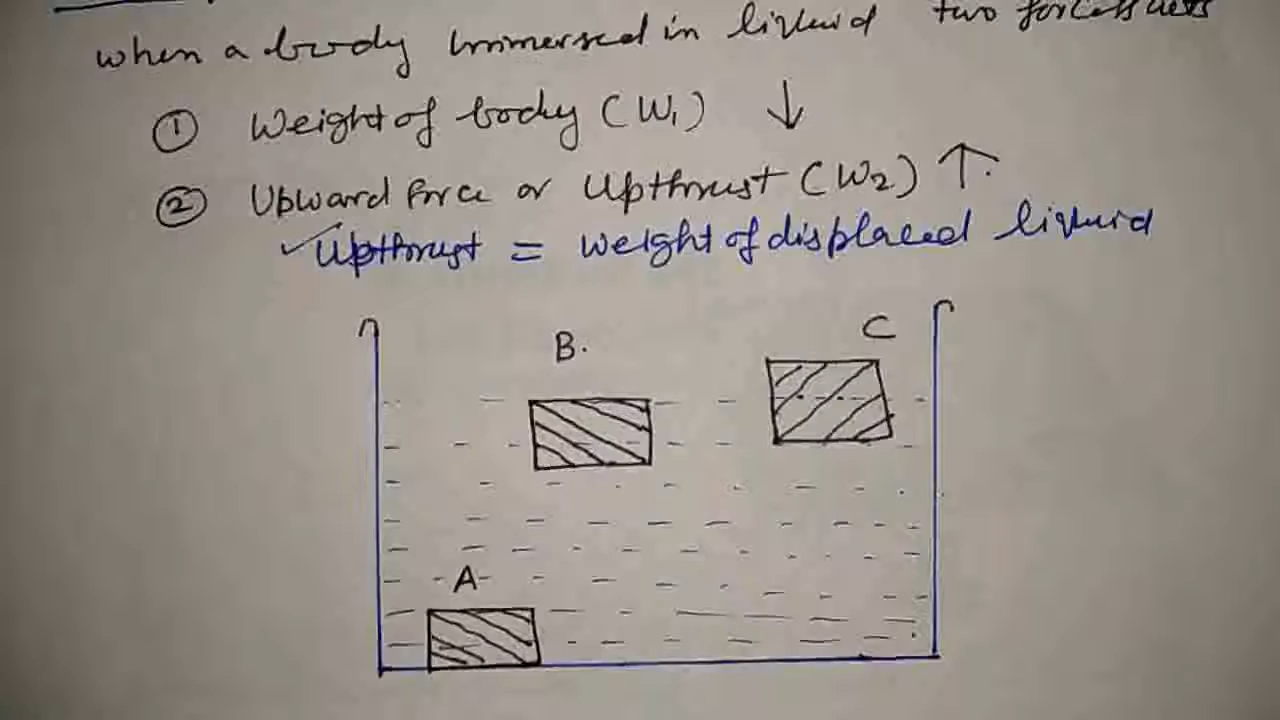 when a body immersed in liquid two forces acts
① Weight of body (W₁) ↓
② Upward Force or Upthrust (W₂) ↑.
✓ Upthrust = weight of displaced liquid
B.
C
A